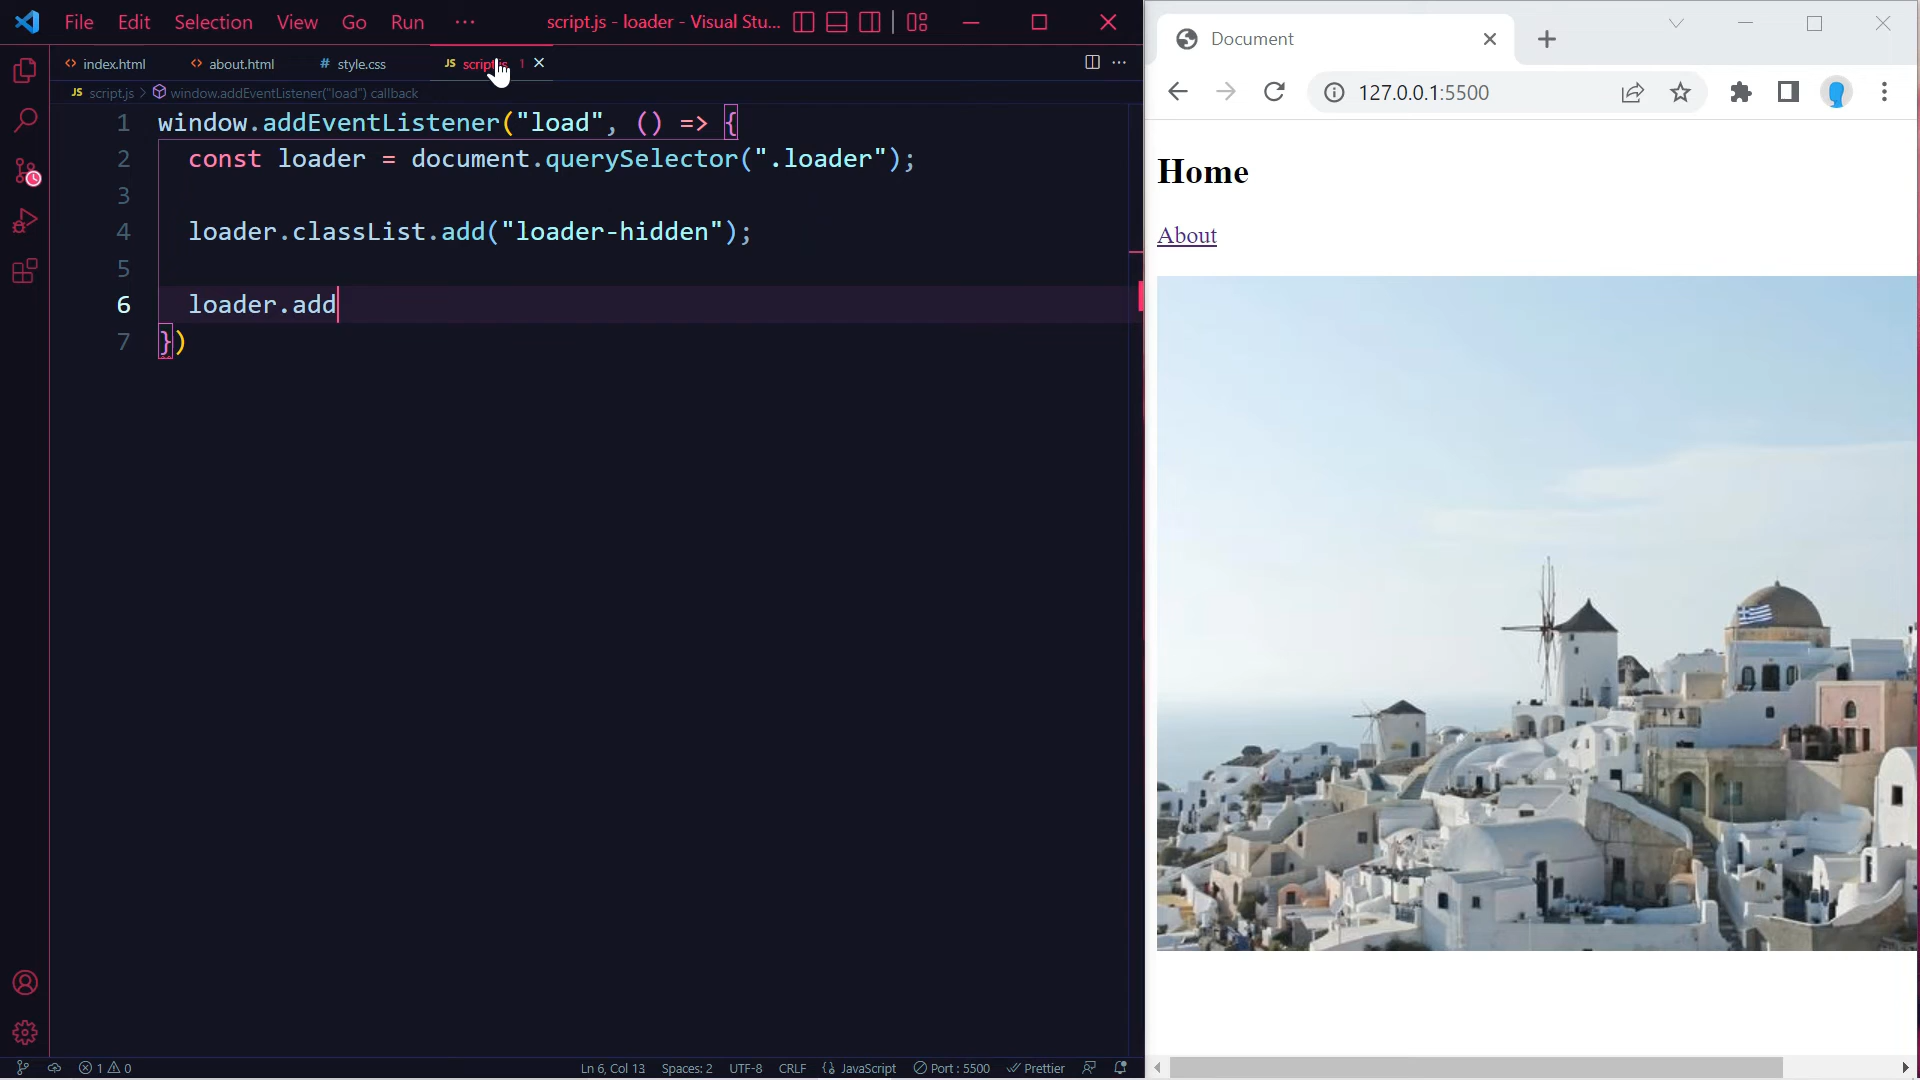 File Edit Selection View Go Run ··· script.js - loader - Visual Stu...
index.html about.html # style.css JS 1
JS script.js > window.addEventListener("load") callback
1 window.addEventListener("load", () => {
2 const loader = document.querySelector(".loader");
3
4 loader.classList.add("loader-hidden");
5
6 loader.add
7 })
1 0 Ln 6, Col 13 Spaces: 2 UTF-8 CRLF {} JavaScript Port : 5500 Prettier
Document
127.0.0.1:5500
Home
About